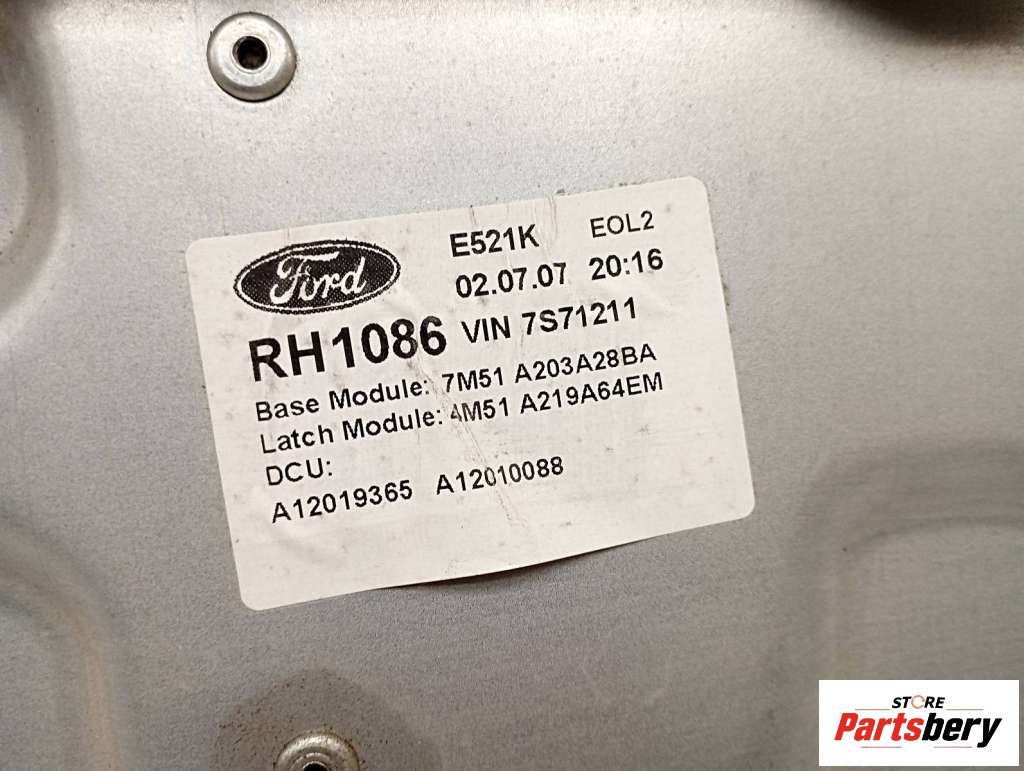 Ford
E521K EOL2
02.07.07 20:16
RH1086 VIN 7S71211
Base Module: 7M51 A203A28BA
Latch Module: 4M51 A219A64EM
DCU:
A12019365 A12010088
STORE
Partsbery